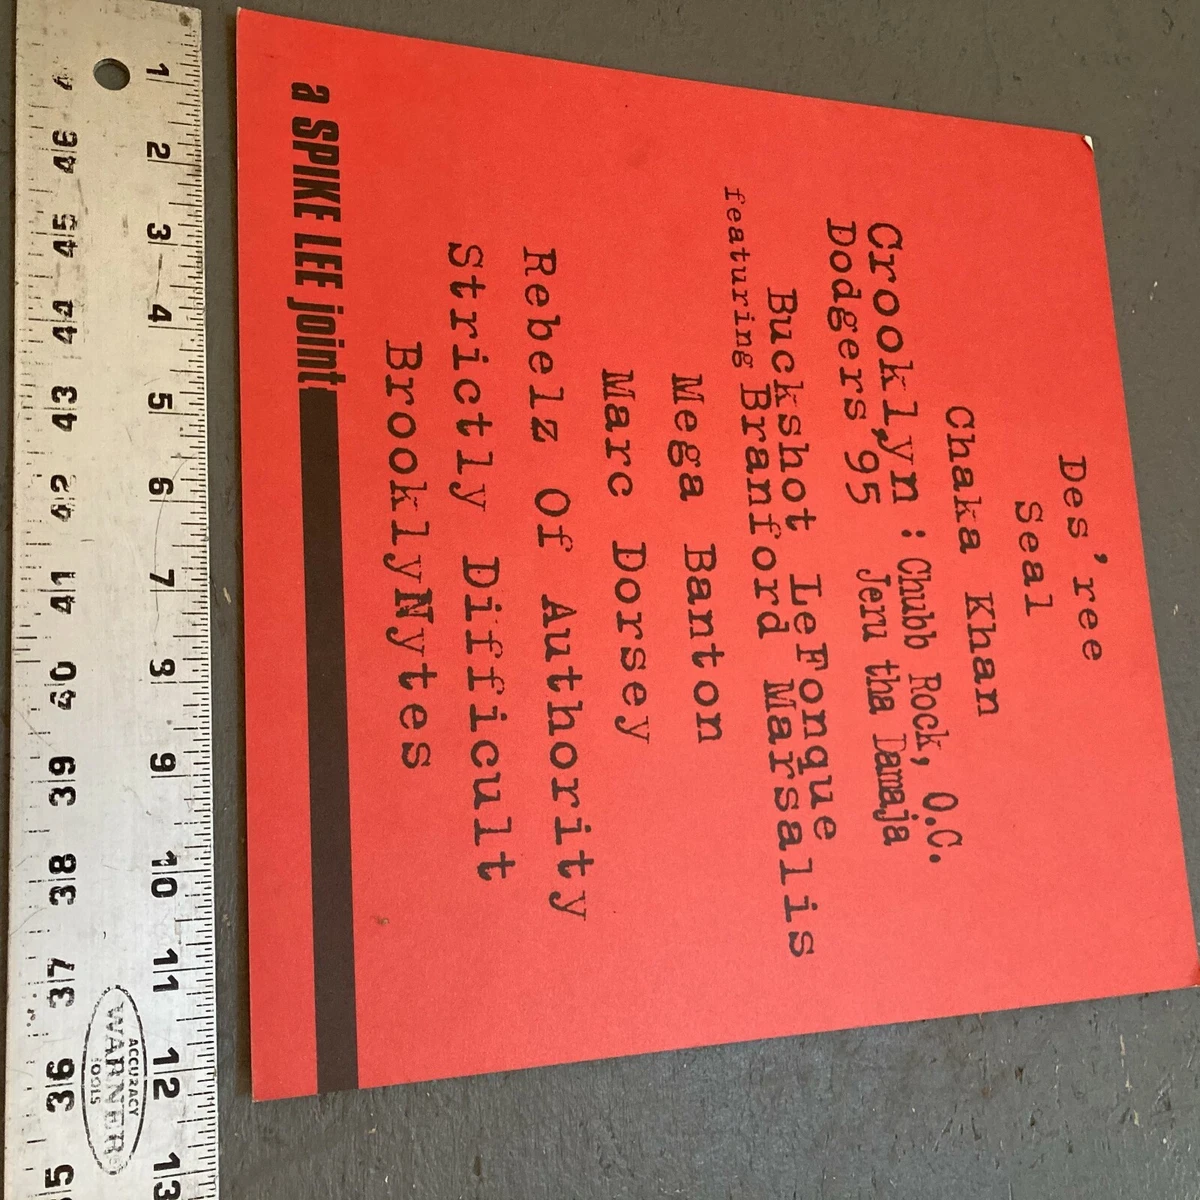 Des'ree
Seal
Chaka Khan
Crooklyn : Chubb Rock, O.C.
Dodgers '95 Jeru tha Damaja
Buckshot LeFonque
featuring Branford Marsalis
Mega Banton
Marc Dorsey
Rebelz Of Authority
Strictly Difficult
BrooklyNytes
a SPIKE LEE joint
1 2 3 4 5 6 7 8 9 10 11 12 13
46 45 44 43 42 41 40 39 38 37 36
ACCURACY
WARNER
TOOLS